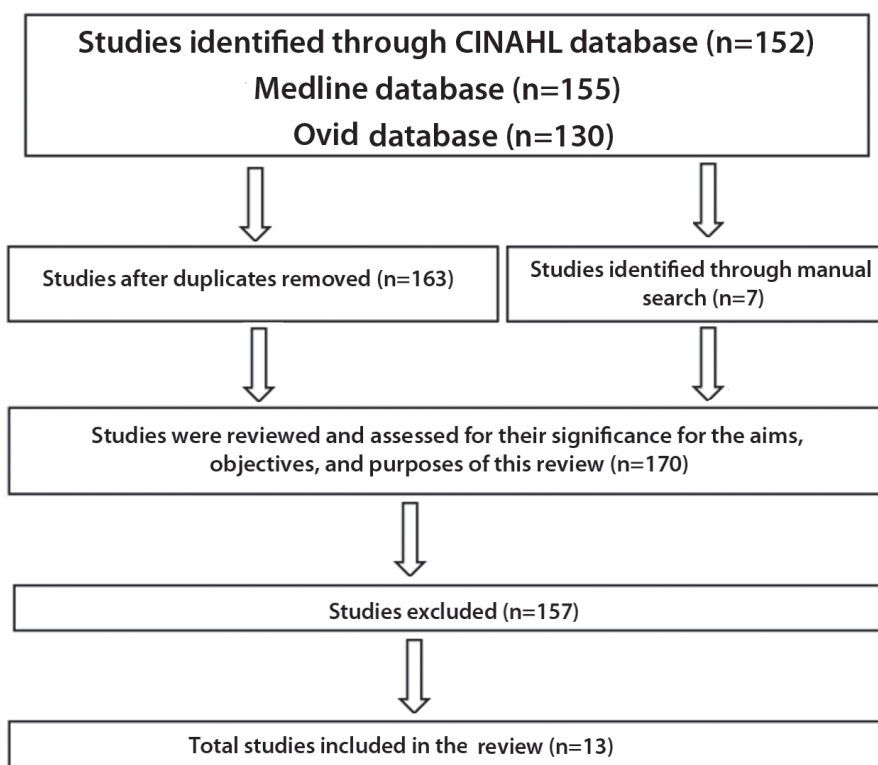 Studies identified through CINAHL database (n=152)
Medline database (n=155)
Ovid database (n=130)
Studies after duplicates removed (n=163)
Studies identified through manual
search (n=7)
Studies were reviewed and assessed for their significance for the aims,
objectives, and purposes of this review (n=170)
Studies excluded (n=157)
Total studies included in the review (n=13)